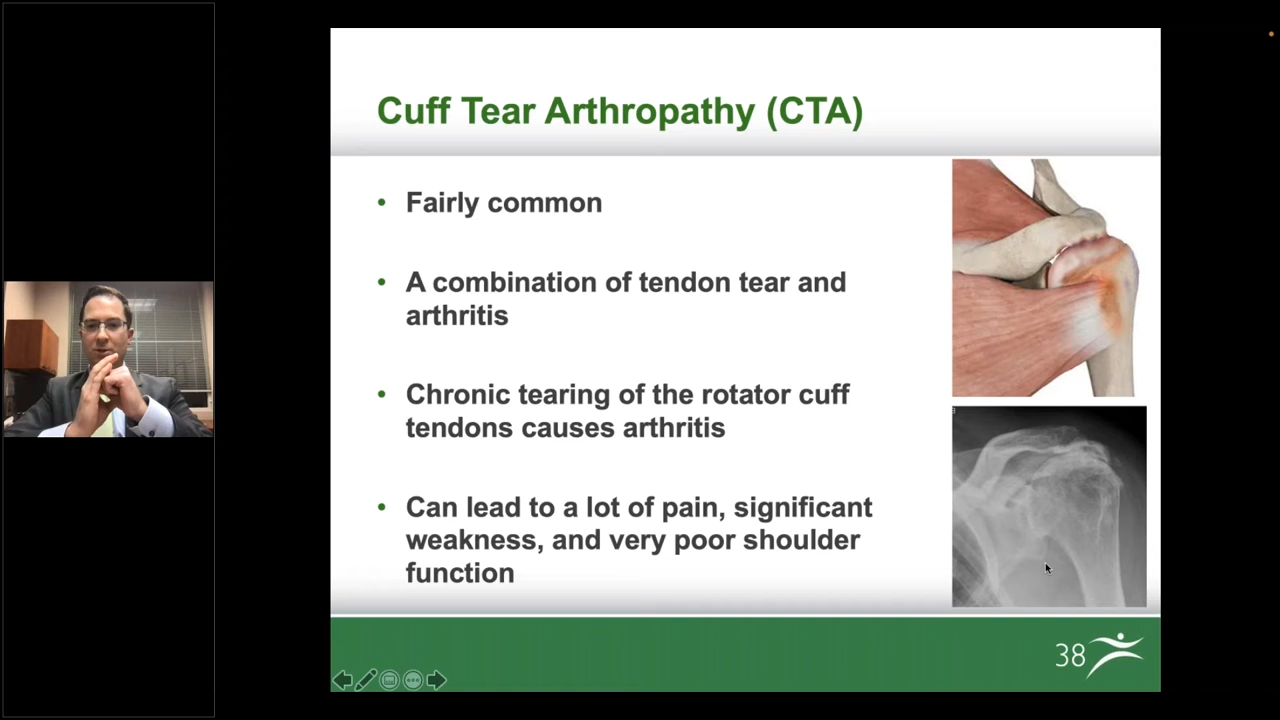 Cuff Tear Arthropathy (CTA)
• Fairly common
• A combination of tendon tear and
arthritis
• Chronic tearing of the rotator cuff
tendons causes arthritis
• Can lead to a lot of pain, significant
weakness, and very poor shoulder
function
38